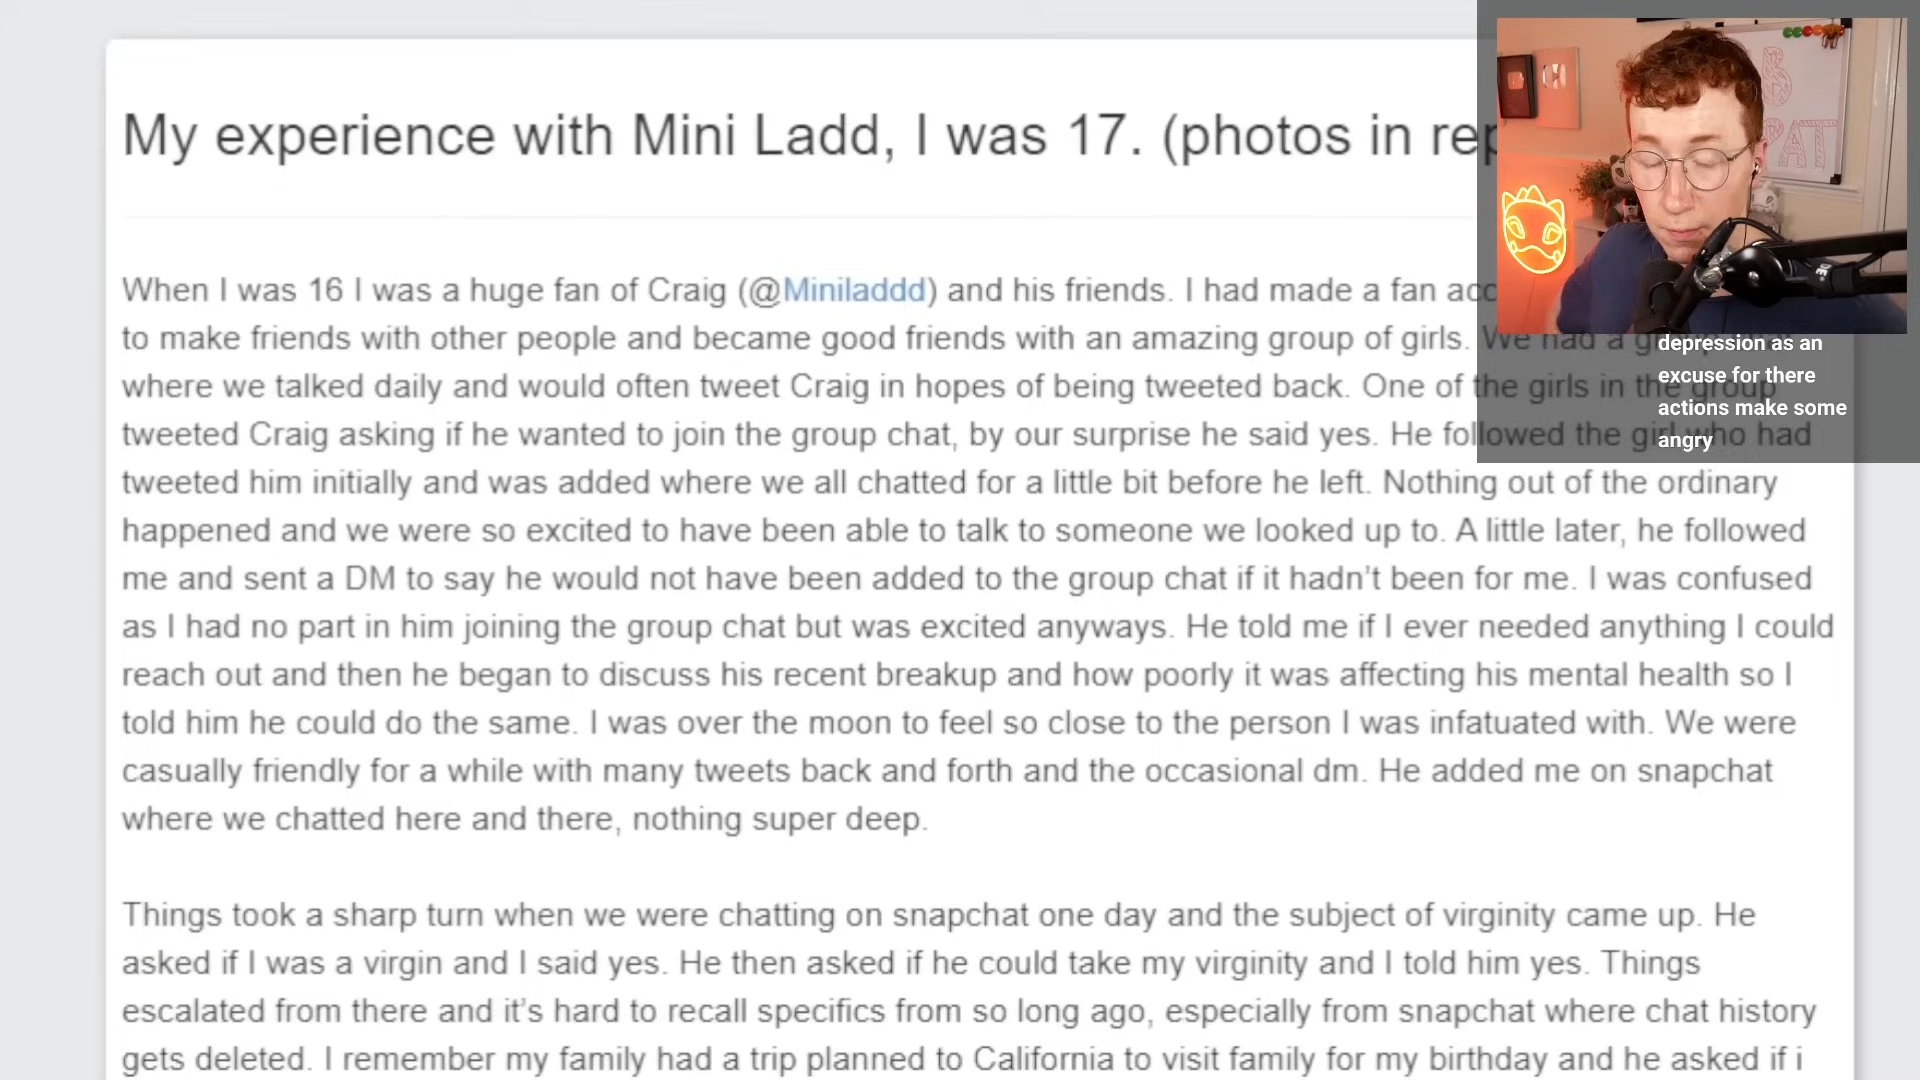 My experience with Mini Ladd, I was 17. (photos in rep
When I was 16 I was a huge fan of Craig (@Miniladdd) and his friends. I had made a fan acc
to make friends with other people and became good friends with an amazing group of girls. We had a
where we talked daily and would often tweet Craig in hopes of being tweeted back. One of the girls in the group
tweeted Craig asking if he wanted to join the group chat, by our surprise he said yes. He followed the girl who had
tweeted him initially and was added where we all chatted for a little bit before he left. Nothing out of the ordinary
happened and we were so excited to have been able to talk to someone we looked up to. A little later, he followed
me and sent a DM to say he would not have been added to the group chat if it hadn't been for me. I was confused
as I had no part in him joining the group chat but was excited anyways. He told me if I ever needed anything I could
reach out and then he began to discuss his recent breakup and how poorly it was affecting his mental health so I
told him he could do the same. I was over the moon to feel so close to the person I was infatuated with. We were
casually friendly for a while with many tweets back and forth and the occasional dm. He added me on snapchat
where we chatted here and there, nothing super deep.
Things took a sharp turn when we were chatting on snapchat one day and the subject of virginity came up. He
asked if I was a virgin and I said yes. He then asked if he could take my virginity and I told him yes. Things
escalated from there and it's hard to recall specifics from so long ago, especially from snapchat where chat history
gets deleted. I remember my family had a trip planned to California to visit family for my birthday and he asked if i
depression as an
excuse for there
actions make some
angry